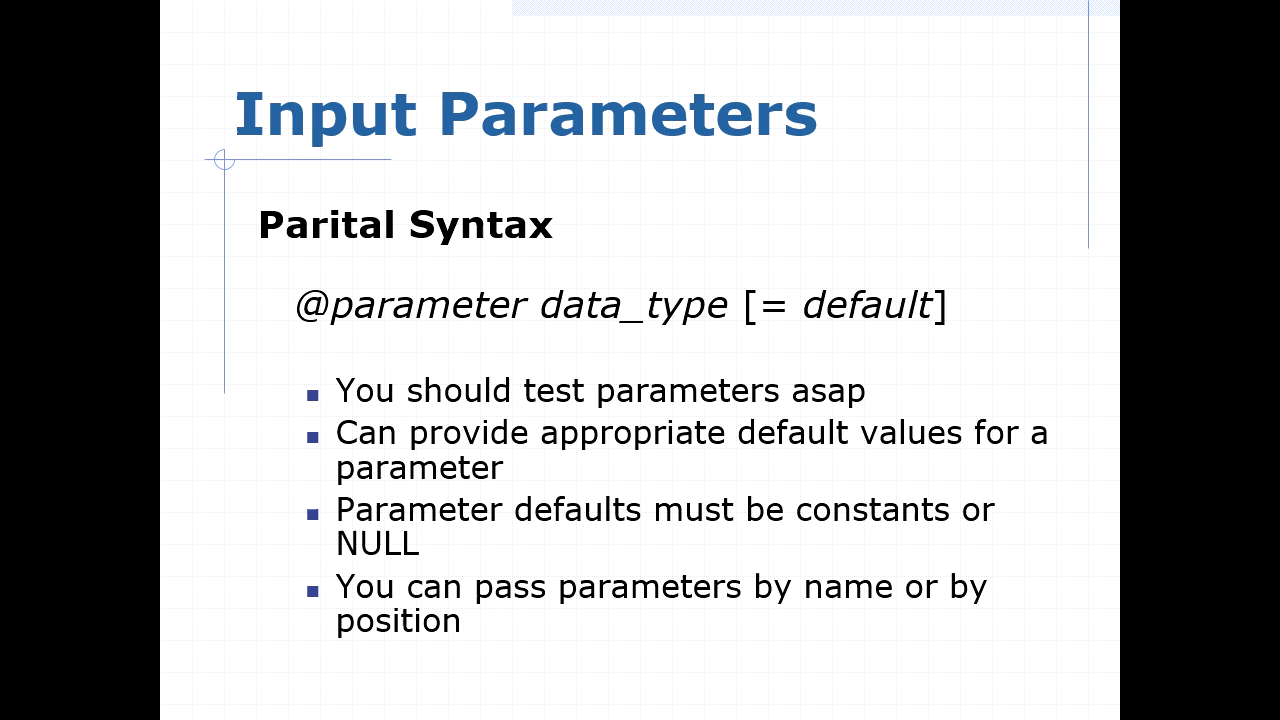 Input Parameters
Parital Syntax
@parameter data_type [= default]
You should test parameters asap
Can provide appropriate default values for a
parameter
Parameter defaults must be constants or
NULL
You can pass parameters by name or by
position